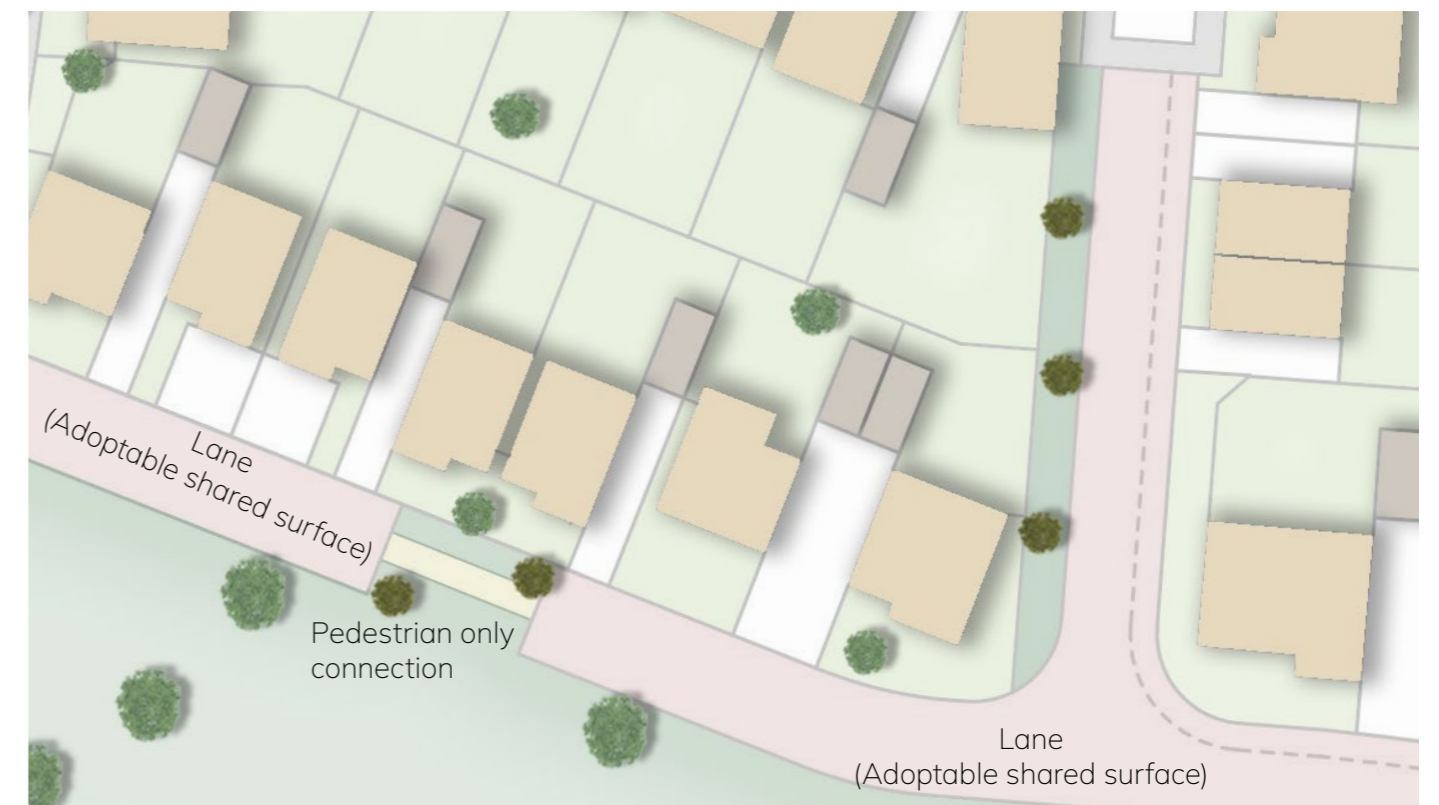 Lane
(Adoptable shared surface)
Pedestrian only
connection
Lane
(Adoptable shared surface)